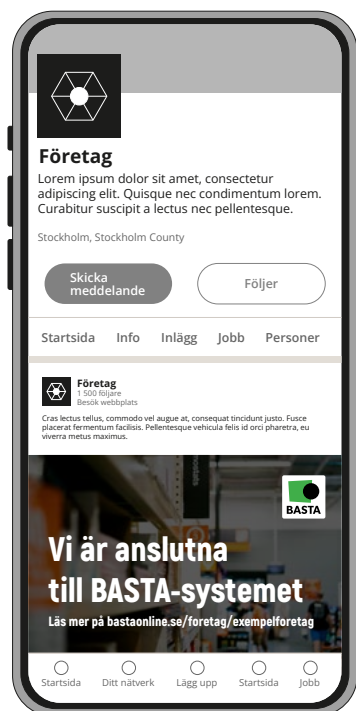 Företag
Lorem ipsum dolor sit amet, consectetur
adipiscing elit. Quisque nec condimentum lorem.
Curabitur suscipit a lectus nec pellentesque.
Stockholm, Stockholm County
Skicka
meddelande
Följer
Startsida Info Inlägg Jobb Personer
Företag
1 500 följare
Besök webbplats
Cras lectus tellus, commodo vel augue at, consequat tincidunt justo. Fusce
placerat fermentum facilisis. Pellentesque vehicula felis id orci pharetra, eu
viverra metus maximus.
BASTA
Vi är anslutna
till BASTA-systemet
Läs mer på bastaonline.se/foretag/exempelforetag
Startsida Ditt nätverk Lägg upp Startsida Jobb